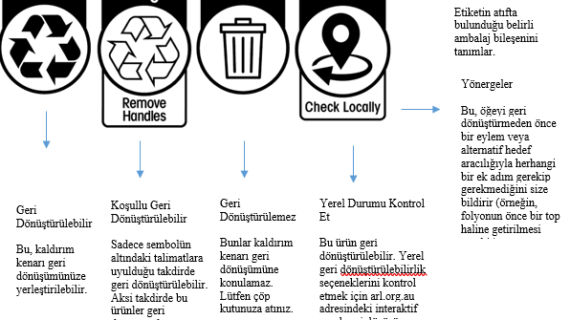 Etiketin atıfta
bulunduğu belirli
ambalaj bileşenini
tanımlar.
Remove
Handles
Check Locally
Yönergeler
Bu, öğeyi geri
dönüştürmeden önce
bir eylem veya
alternatif hedef
aracılığıyla herhangi
bir ek adım gerekip
gerekmediğini size
bildirir (örneğin,
folyonun önce bir top
haline getirilmesi
Geri
Dönüştürülebilir
Bu, kaldırım
kenarı geri
dönüşümünüze
yerleştirilebilir.
Koşullu Geri
Dönüştürülebilir
Sadece sembolün
altındaki talimatlara
uyulduğu takdirde
geri dönüştürülebilir.
Aksi takdirde bu
ürünler geri
Geri
Dönüştürülemez
Bunlar kaldırım
kenarı geri
dönüşümüne
konulamaz.
Lütfen çöp
kutunuza atınız.
Yerel Durumu Kontrol
Et
Bu ürün geri
dönüştürülebilir. Yerel
geri dönüştürülebilirlik
seçeneklerini kontrol
etmek için arl.org.au
adresindeki interaktif